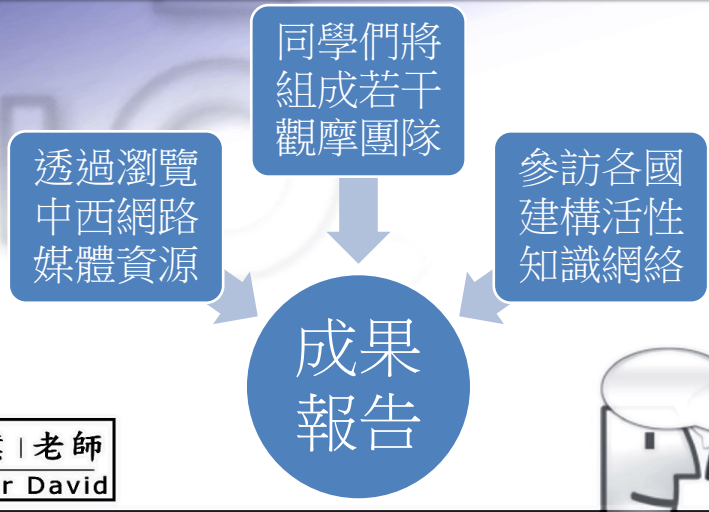 同學們將
組成若干
觀摩團隊
透過瀏覽
中西網路
媒體資源
參訪各國
建構活性
知識網絡
成果
報告
老師
r David